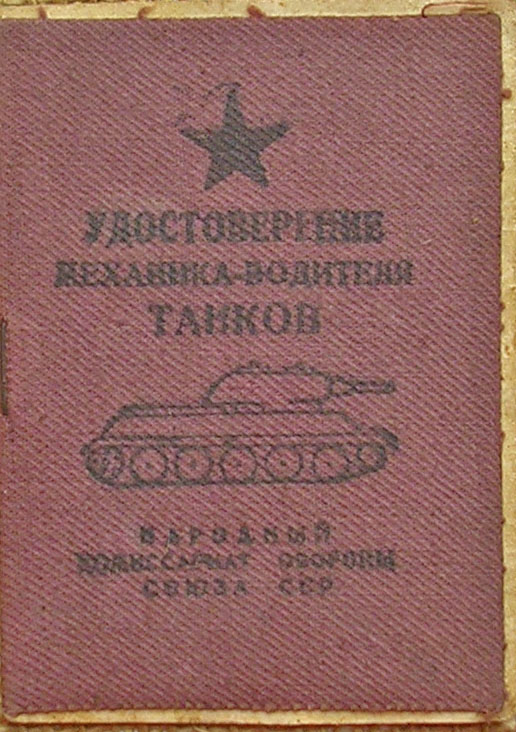 УДОСТОВЕРЕНИЕ
МЕХАНИКА-ВОДИТЕЛЯ
ТАНКОВ
НАРОДНЫЙ
КОМИССАРИАТ ОБОРОНЫ
СОЮЗА ССР